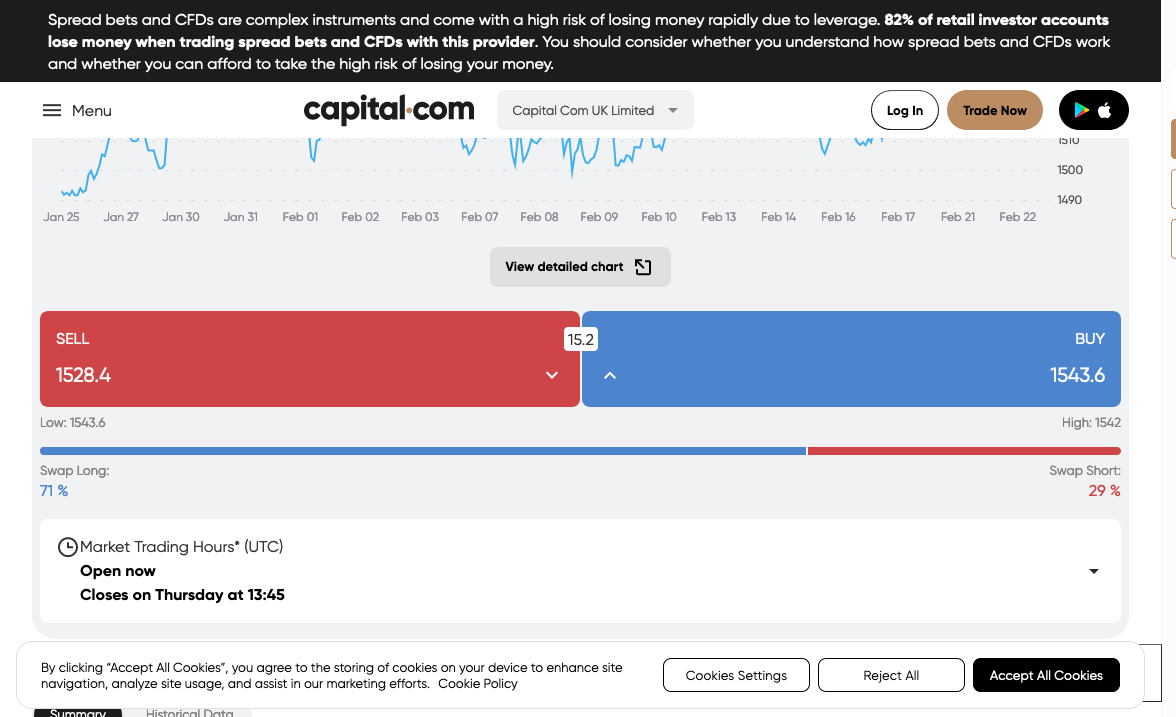 Spread bets and CFDs are complex instruments and come with a high risk of losing money rapidly due to leverage. 82% of retail investor accounts
lose money when trading spread bets and CFDs with this provider. You should consider whether you understand how spread bets and CFDs work
and whether you can afford to take the high risk of losing your money.
Menu
capital.com
Capital Com UK Limited
Log In
Trade Now
1510
1500
1490
Jan 25 Jan 27 Jan 30 Jan 31 Feb 01 Feb 02 Feb 03 Feb 07 Feb 08 Feb 09 Feb 10 Feb 13 Feb 14 Feb 16 Feb 17 Feb 21 Feb 22
View detailed chart
SELL
15.2
BUY
1528.4
1543.6
Low: 1543.6
High: 1542
Swap Long:
Swap Short:
71 %
29 %
Market Trading Hours* (UTC)
Open now
Closes on Thursday at 13:45
By clicking “Accept All Cookies”, you agree to the storing of cookies on your device to enhance site
navigation, analyze site usage, and assist in our marketing efforts. Cookie Policy
Cookies Settings
Reject All
Accept All Cookies
Summary
Historical Data